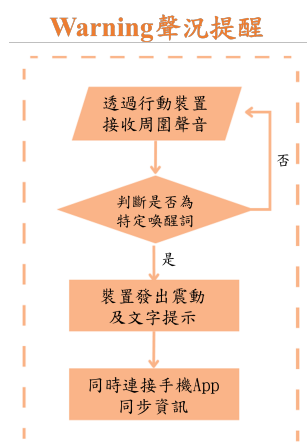 Warning聲況提醒
透過行動裝置
接收周圍聲音
否
判斷是否為
特定喚醒詞
是
裝置發出震動
及文字提示
同時連接手機App
同步資訊